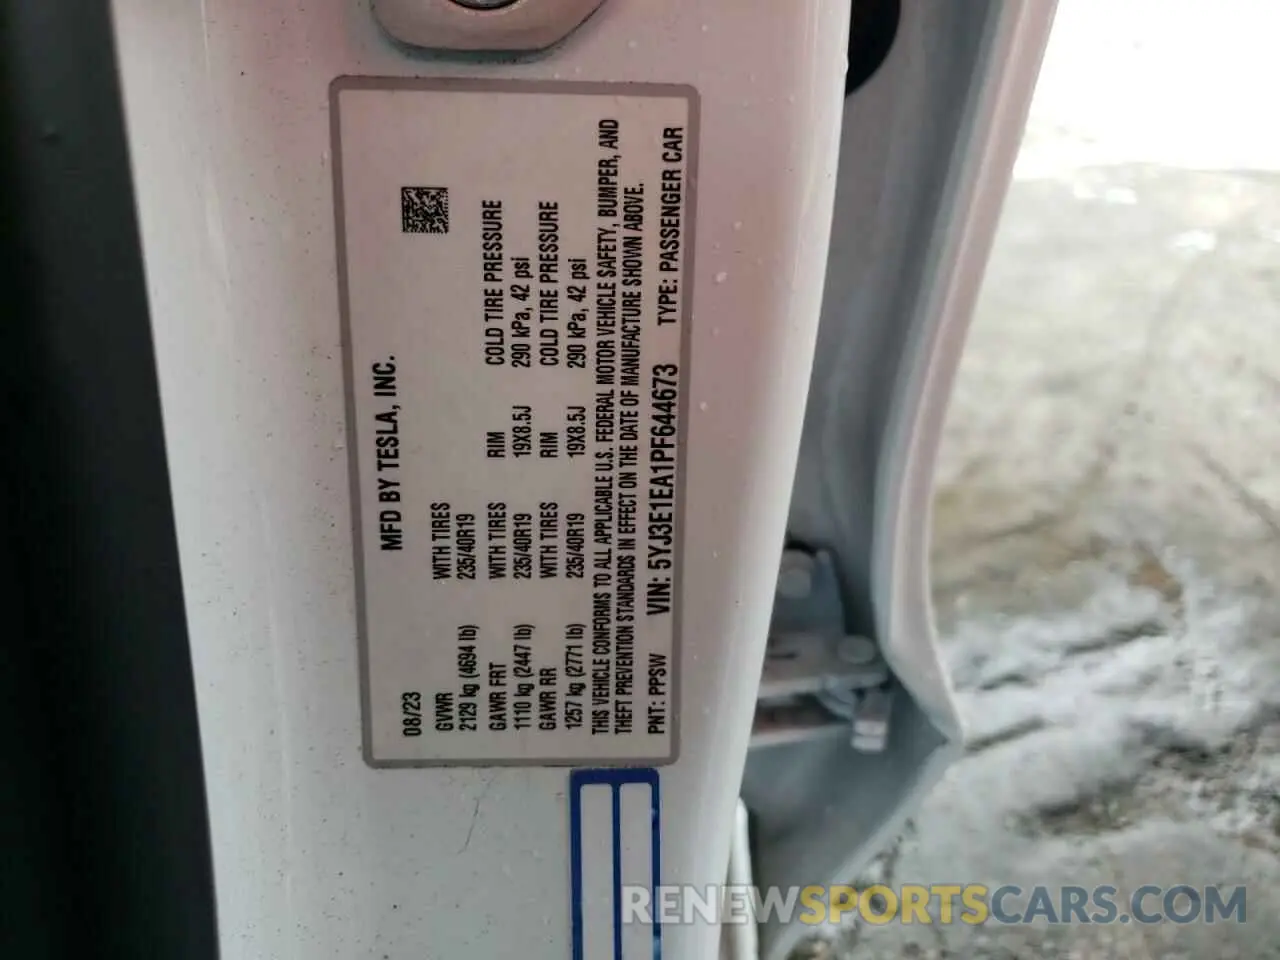 MFD BY TESLA, INC.
08/23
GVWR WITH TIRES
2129 kg (4694 lb) 235/40R19
GAWR FRT WITH TIRES RIM COLD TIRE PRESSURE
1110 kg (2447 lb) 235/40R19 19X8.5J 290 kPa, 42 psi
GAWR RR WITH TIRES RIM COLD TIRE PRESSURE
1257 kg (2771 lb) 235/40R19 19X8.5J 290 kPa, 42 psi
THIS VEHICLE CONFORMS TO ALL APPLICABLE U.S. FEDERAL MOTOR VEHICLE SAFETY, BUMPER, AND
THEFT PREVENTION STANDARDS IN EFFECT ON THE DATE OF MANUFACTURE SHOWN ABOVE.
PNT: PPSW VIN: 5YJ3E1EA1PF644673 TYPE: PASSENGER CAR
RENEWSPORTSCARS.COM